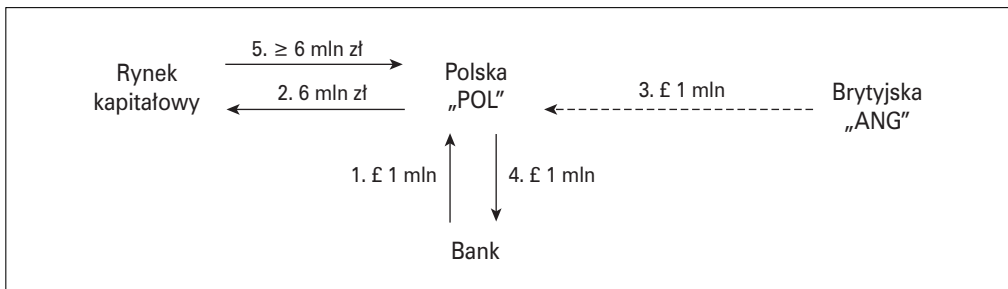 5. ≥ 6 mln zł
Rynek
kapitałowy
2. 6 mln zł
Polska
„POL”
3. £ 1 mln
Brytyjska
„ANG”
1. £ 1 mln
4. £ 1 mln
Bank